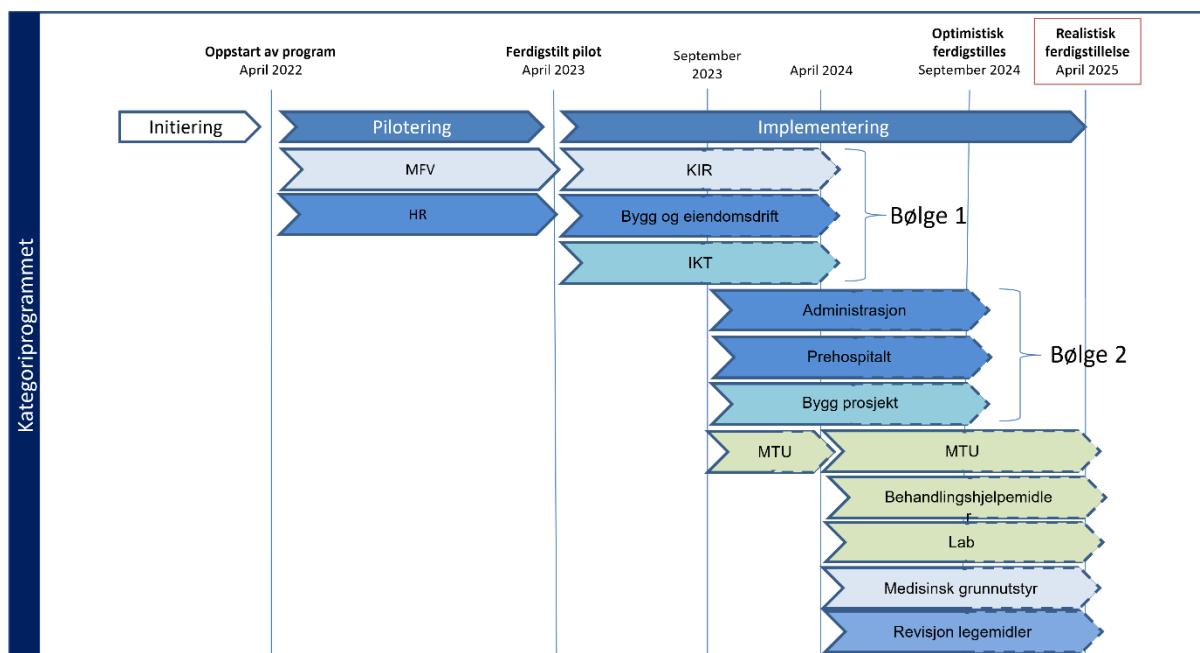 Kategoriprogrammet
Oppstart av program
April 2022
Ferdigstilt pilot
April 2023
September
2023
April 2024
Optimistisk
ferdigstilles
September 2024
Realistisk
ferdigstillelse
April 2025
Initiering
Pilotering
Implementering
MFV
KIR
HR
Bygg og eiendomsdrift
Bølge 1
IKT
Administrasjon
Prehospitalt
Bølge 2
Bygg prosjekt
MTU
MTU
Behandlingshjelpemidle
r
Lab
Medisinsk grunnutstyr
Revisjon legemidler